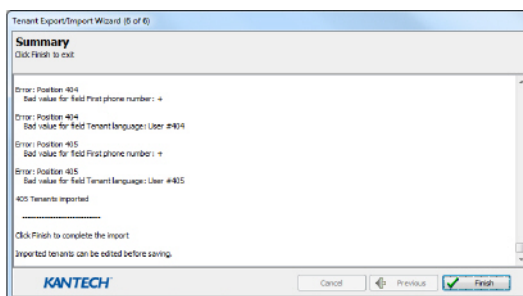 Tenant Export/Import Wizard (6 of 6)
Summary
Click Finish to exit
Error: Position 404
Bad value for field First phone number: +
Error: Position 404
Bad value for field Tenant language: User #404
Error: Position 405
Bad value for field First phone number: +
Error: Position 405
Bad value for field Tenant language: User #405
405 Tenants imported
----------------------------
Click Finish to complete the import
Imported tenants can be edited before saving.
KANTECH
Cancel
Previous
Finish